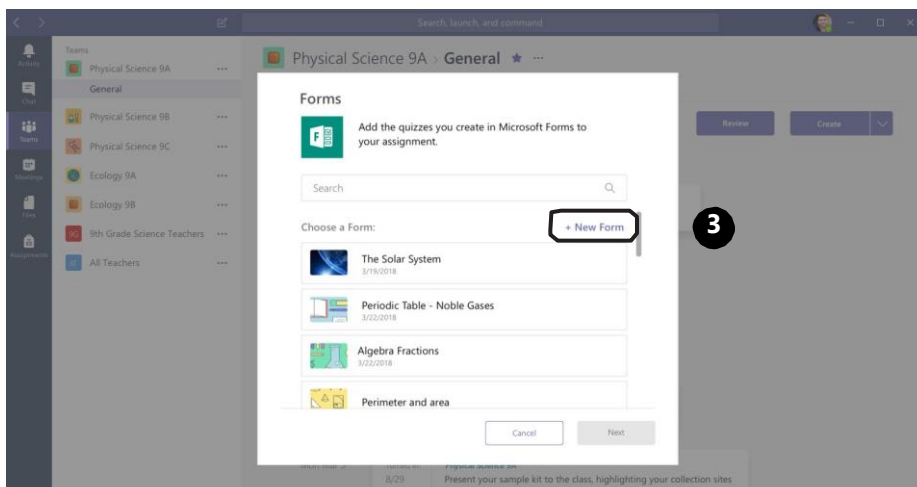 Search, launch, and command
Activity
Chat
Teams
Meetings
Files
Assignments
Teams
Physical Science 9A
General
Physical Science 9B
Physical Science 9C
Ecology 9A
Ecology 9B
9G 9th Grade Science Teachers
All Teachers
Physical Science 9A > General
Review
Create
Forms
F
Add the quizzes you create in Microsoft Forms to
your assignment.
Search
Choose a Form:
+ New Form
3
The Solar System
3/19/2018
Periodic Table - Noble Gases
3/22/2018
Algebra Fractions
3/22/2018
Perimeter and area
Cancel
Next
Physical Science 9A
8/29
Present your sample kit to the class, highlighting your collection sites